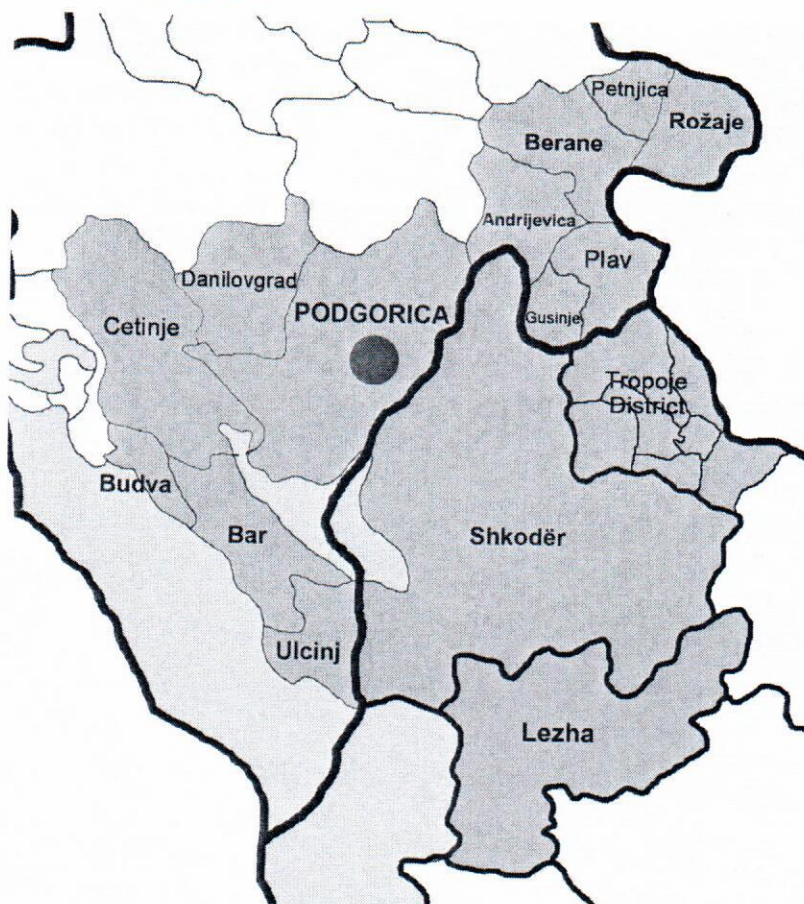 Petnjica
Rožaje
Berane
Andrijevica
Plav
Danilovgrad
PODGORICA
Gusinje
Cetinje
Tropoje
District
Budva
Bar
Shkodër
Ulcinj
Lezha